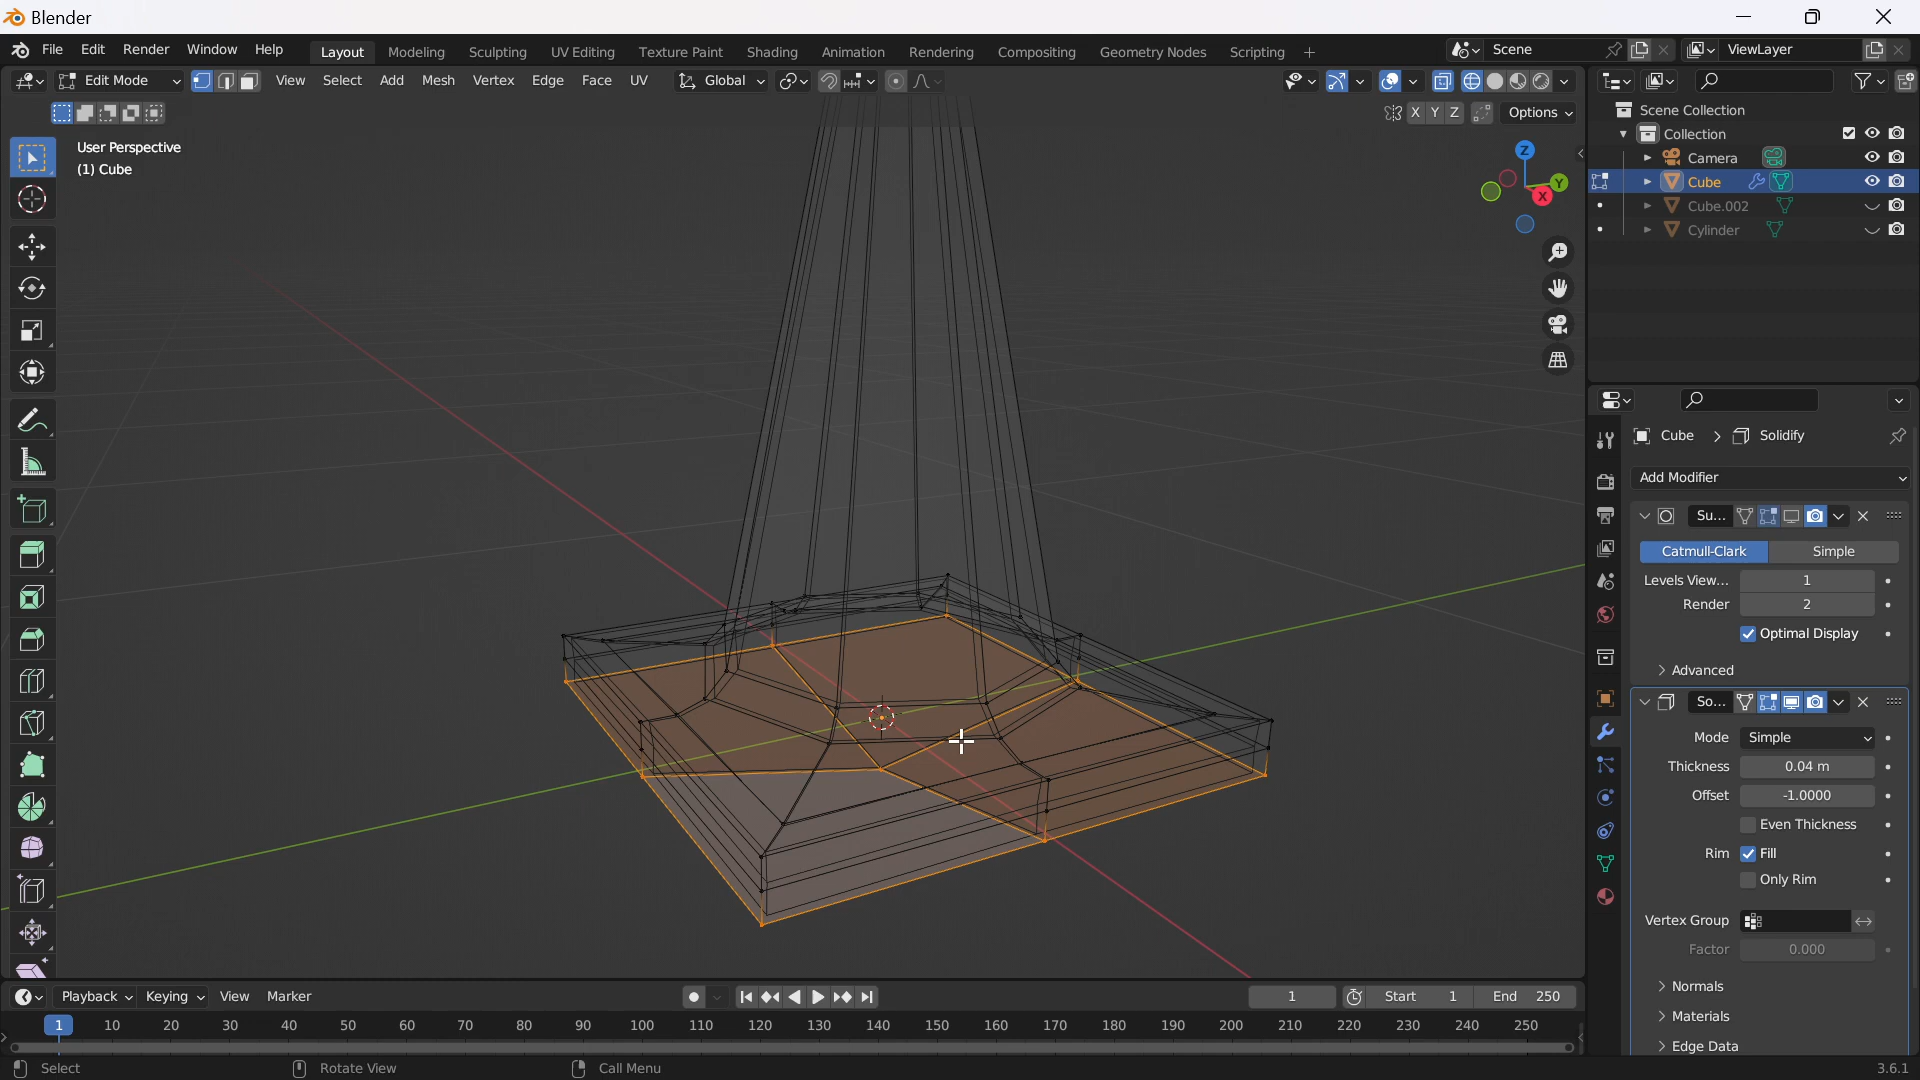 Blender
File Edit Render Window Help Layout Modeling Sculpting UV Editing Texture Paint Shading Animation Rendering Compositing Geometry Nodes Scripting + Scene ViewLayer
Edit Mode View Select Add Mesh Vertex Edge Face UV Global
X Y Z Options
User Perspective
(1) Cube
Z
Y
X
Scene Collection
Collection
Camera
Cube
Cube.002
Cylinder
Cube > Solidify
Add Modifier
Su...
Catmull-Clark Simple
Levels View... 1
Render 2
Optimal Display
> Advanced
So...
Mode Simple
Thickness 0.04 m
Offset -1.0000
Even Thickness
Rim Fill
Only Rim
Vertex Group
Factor 0.000
> Normals
> Materials
> Edge Data
Playback Keying View Marker 1 Start 1 End 250
1 10 20 30 40 50 60 70 80 90 100 110 120 130 140 150 160 170 180 190 200 210 220 230 240 250
Select Rotate View Call Menu 3.6.1